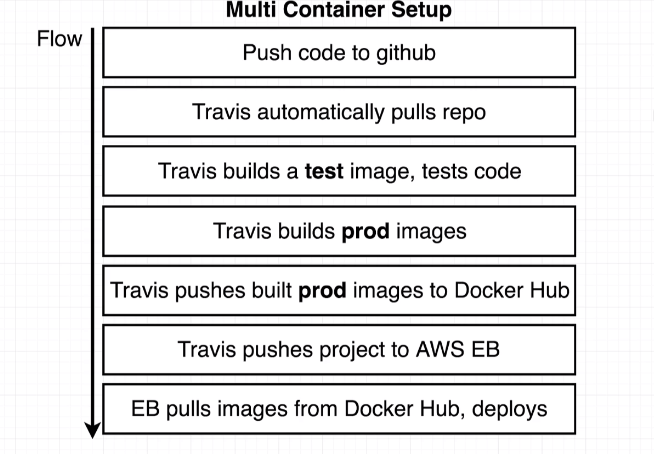 Multi Container Setup
Flow
Push code to github
Travis automatically pulls repo
Travis builds a test image, tests code
Travis builds prod images
Travis pushes built prod images to Docker Hub
Travis pushes project to AWS EB
EB pulls images from Docker Hub, deploys